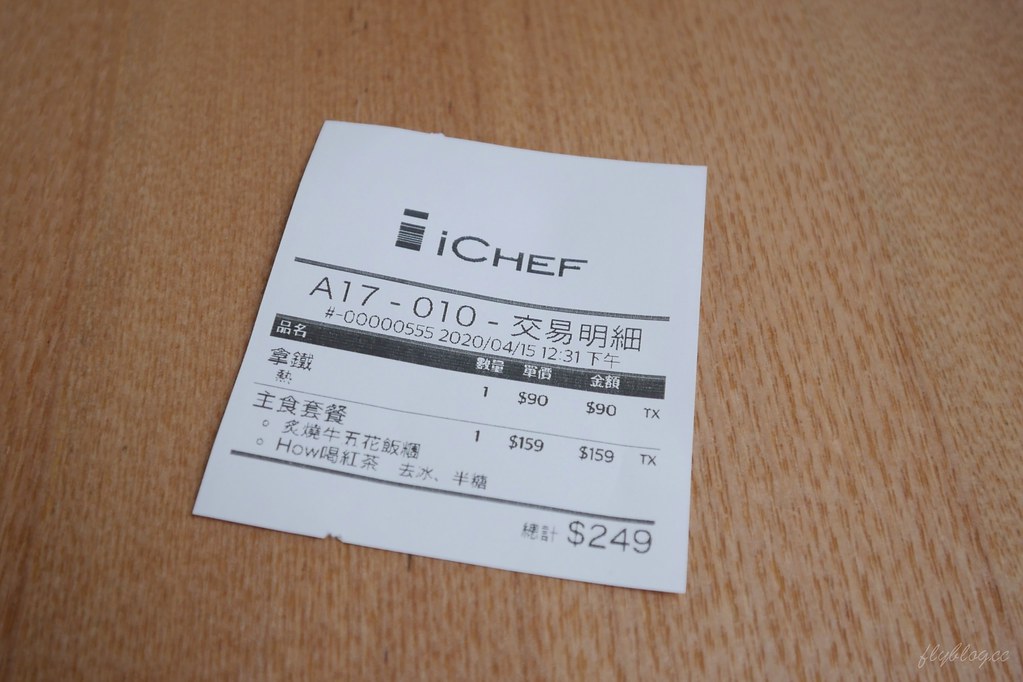 iCHEF
A17 - 010 - 交易明細
#-00000555 2020/04/15 12:31 下午
品名 數量 單價 金額
拿鐵 1 $90 $90 TX
熱
主食套餐 1 $159 $159 TX
○ 炙燒牛五花飯糰
○ How喝紅茶 去冰、半糖
總計 $249
flyblog.cc